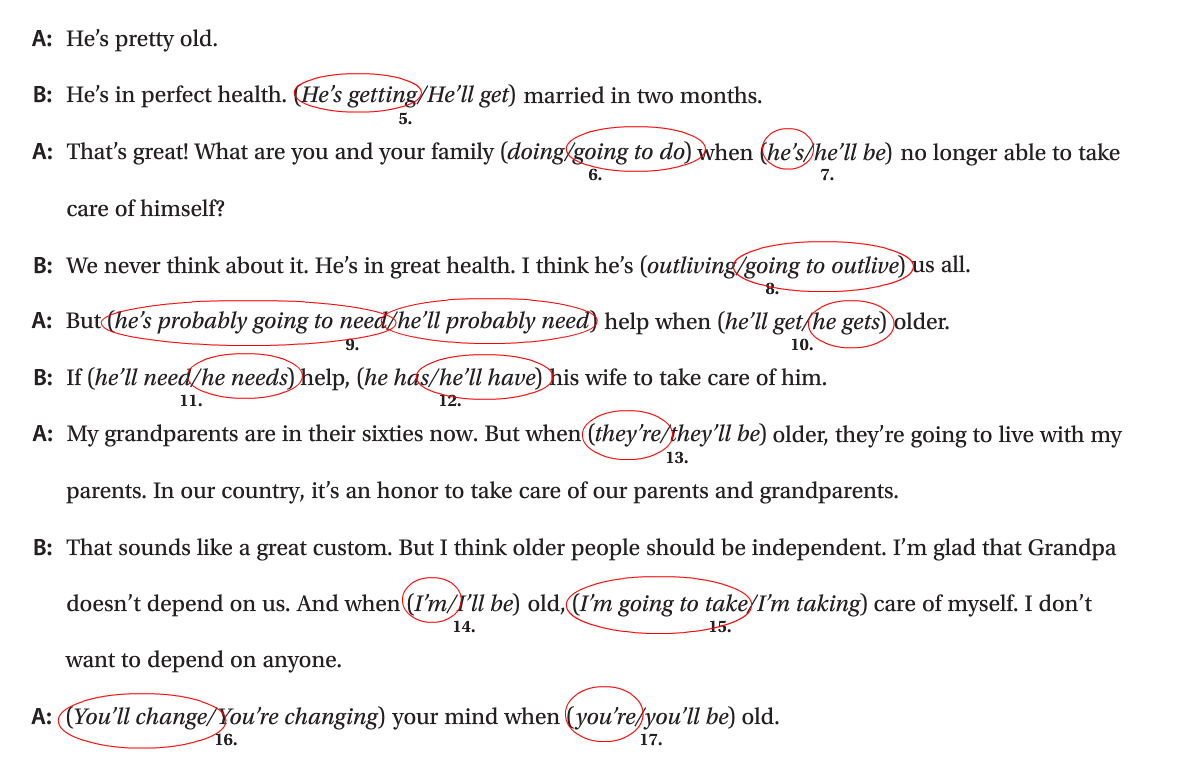 A: He’s pretty old.
B: He’s in perfect health. (He’s getting/He’ll get) married in two months.
5.
A: That’s great! What are you and your family (doing/going to do) when (he’s/he’ll be) no longer able to take
6. 7.
care of himself?
B: We never think about it. He’s in great health. I think he’s (outliving/going to outlive) us all.
8.
A: But (he’s probably going to need/he’ll probably need) help when (he’ll get/he gets) older.
9. 10.
B: If (he’ll need/he needs) help, (he has/he’ll have) his wife to take care of him.
11. 12.
A: My grandparents are in their sixties now. But when (they’re/they’ll be) older, they’re going to live with my
13.
parents. In our country, it’s an honor to take care of our parents and grandparents.
B: That sounds like a great custom. But I think older people should be independent. I’m glad that Grandpa
doesn’t depend on us. And when (I’m/I’ll be) old, (I’m going to take/I’m taking) care of myself. I don’t
14. 15.
want to depend on anyone.
A: (You’ll change/You’re changing) your mind when (you’re/you’ll be) old.
16. 17.